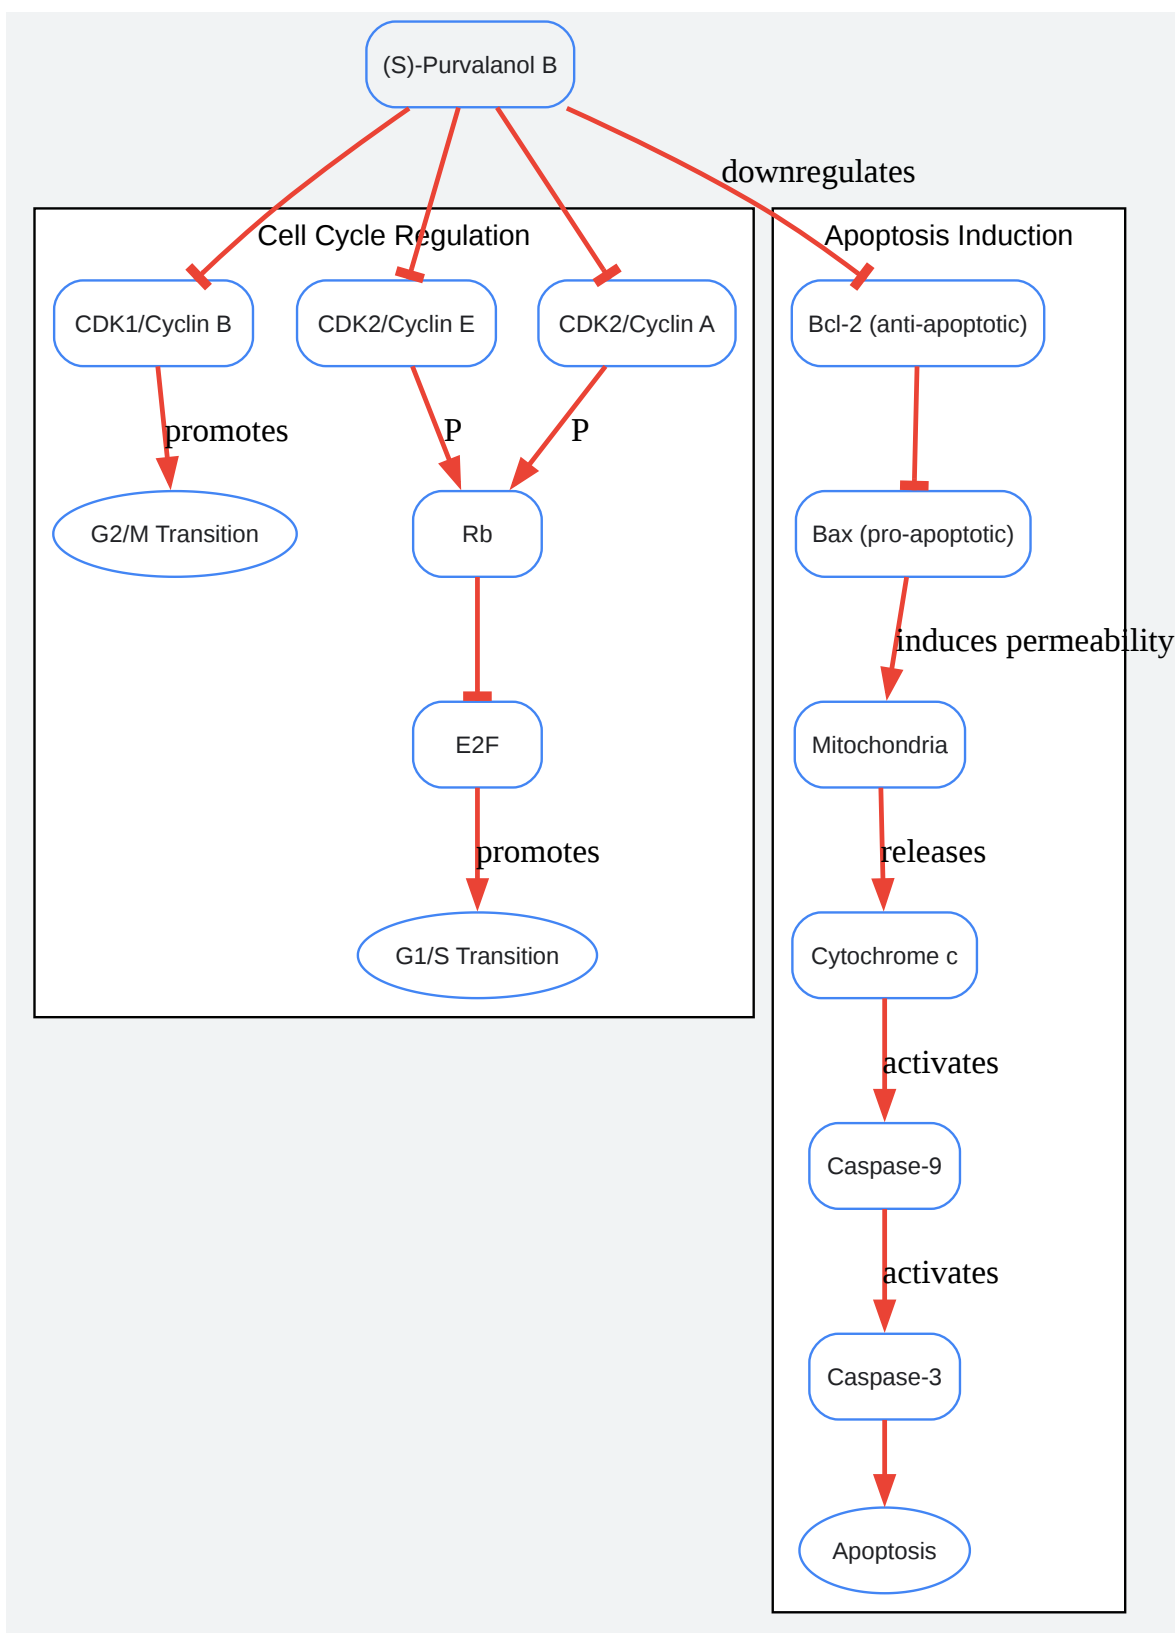 (S)-Purvalanol B
downregulates
Cell Cycle Regulation
Apoptosis Induction
CDK1/Cyclin B
CDK2/Cyclin E
CDK2/Cyclin A
Bcl-2 (anti-apoptotic)
promotes
P
P
G2/M Transition
Rb
Bax (pro-apoptotic)
induces permeability
E2F
Mitochondria
promotes
releases
G1/S Transition
Cytochrome c
activates
Caspase-9
activates
Caspase-3
Apoptosis